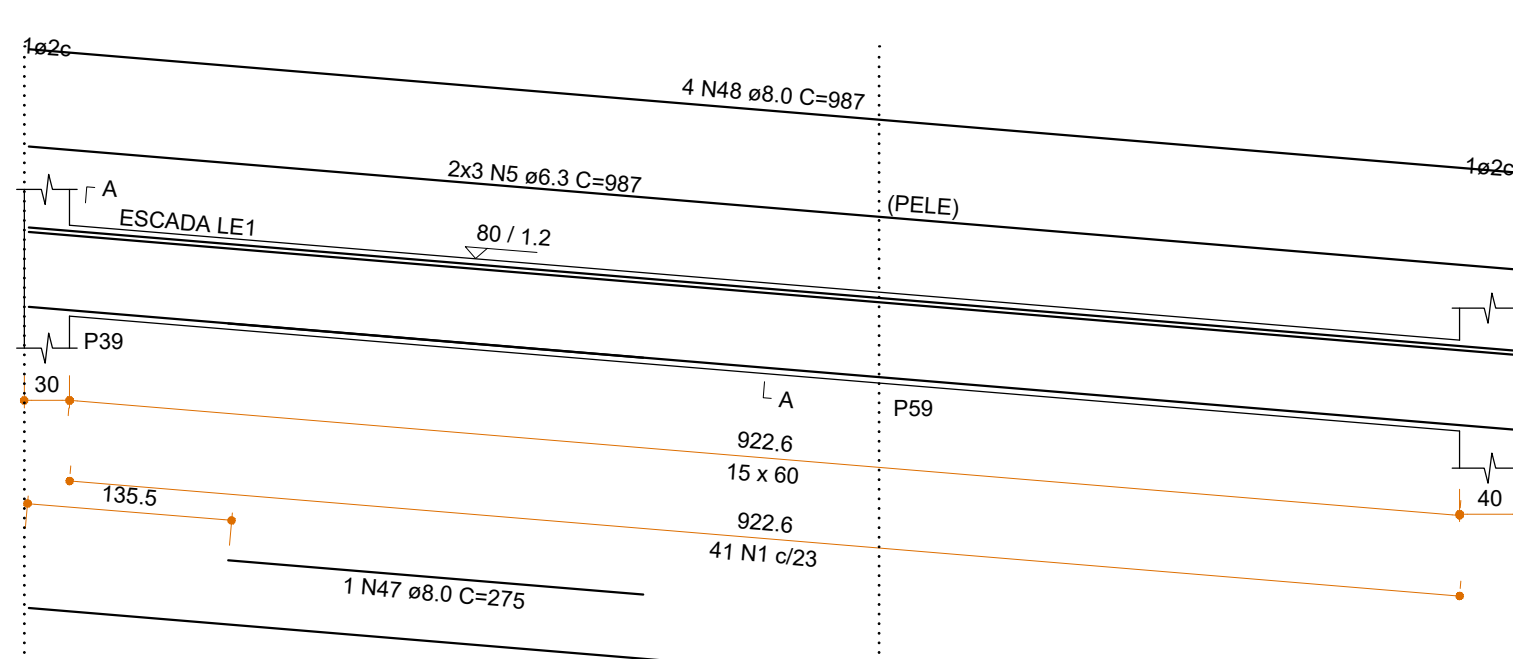 1ø2c
4 N48 ø8.0 C=987
1ø2c
2x3 N5 ø6.3 C=987
(PELE)
A
ESCADA LE1
80 / 1.2
P39
30
A
P59
922.6
15 x 60
135.5
40
922.6
41 N1 c/23
1 N47 ø8.0 C=275